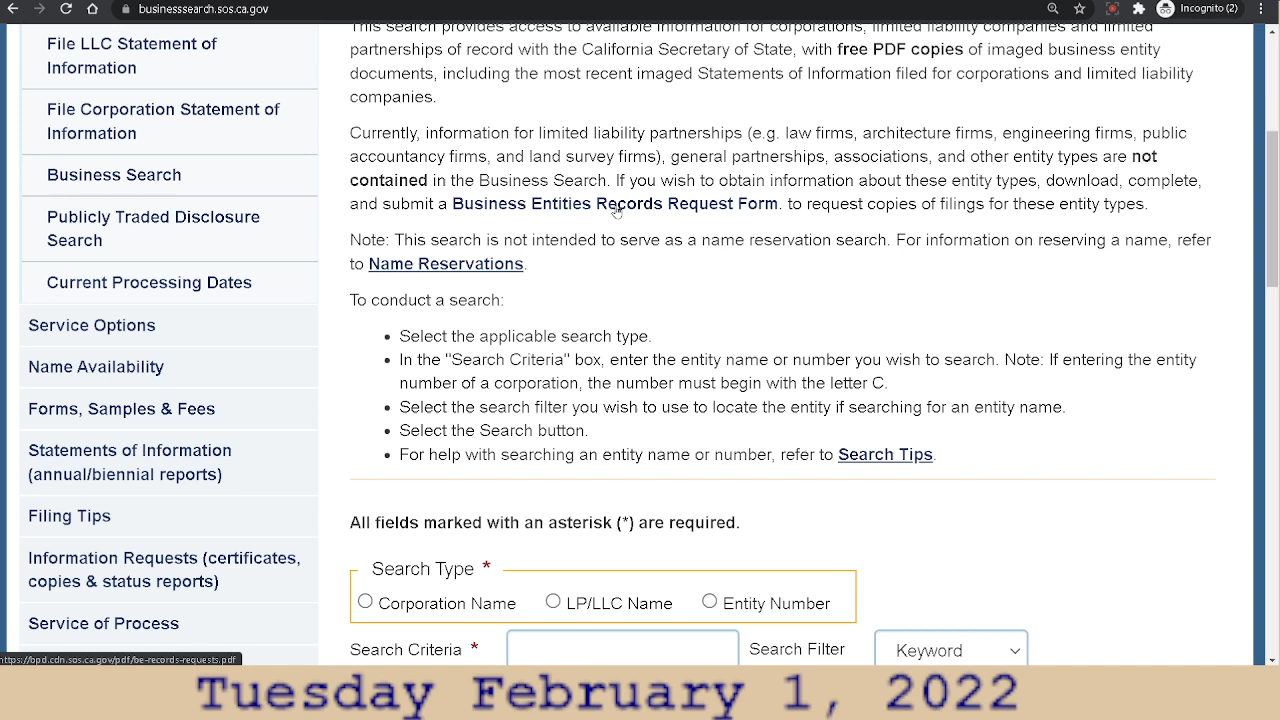 businesssearch.sos.ca.gov
Incognito (2)
File LLC Statement of
Information
File Corporation Statement of
Information
Business Search
Publicly Traded Disclosure
Search
Current Processing Dates
Service Options
Name Availability
Forms, Samples & Fees
Statements of Information
(annual/biennial reports)
Filing Tips
Information Requests (certificates,
copies & status reports)
Service of Process
This search provides access to available information for corporations, limited liability companies and limited
partnerships of record with the California Secretary of State, with free PDF copies of imaged business entity
documents, including the most recent imaged Statements of Information filed for corporations and limited liability
companies.
Currently, information for limited liability partnerships (e.g. law firms, architecture firms, engineering firms, public
accountancy firms, and land survey firms), general partnerships, associations, and other entity types are not
contained in the Business Search. If you wish to obtain information about these entity types, download, complete,
and submit a Business Entities Records Request Form. to request copies of filings for these entity types.
Note: This search is not intended to serve as a name reservation search. For information on reserving a name, refer
to Name Reservations.
To conduct a search:
• Select the applicable search type.
• In the "Search Criteria" box, enter the entity name or number you wish to search. Note: If entering the entity
number of a corporation, the number must begin with the letter C.
• Select the search filter you wish to use to locate the entity if searching for an entity name.
• Select the Search button.
• For help with searching an entity name or number, refer to Search Tips.
All fields marked with an asterisk (*) are required.
Search Type *
Corporation Name LP/LLC Name Entity Number
Search Criteria * Search Filter Keyword
https://bpd.cdn.sos.ca.gov/pdf/be-records-requests.pdf
Tuesday February 1, 2022